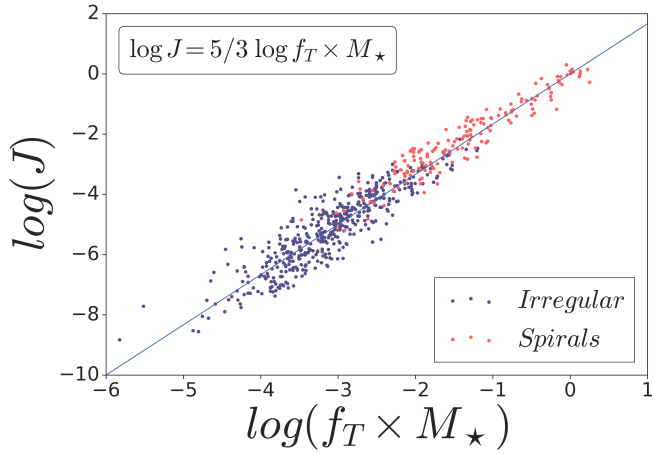 2
0
−2
−4
−6
−8
−10
log J = 5/3 log f_T × M_⋆
log(J)
Irregular
Spirals
−6 −5 −4 −3 −2 −1 0 1
log(f_T × M_⋆)